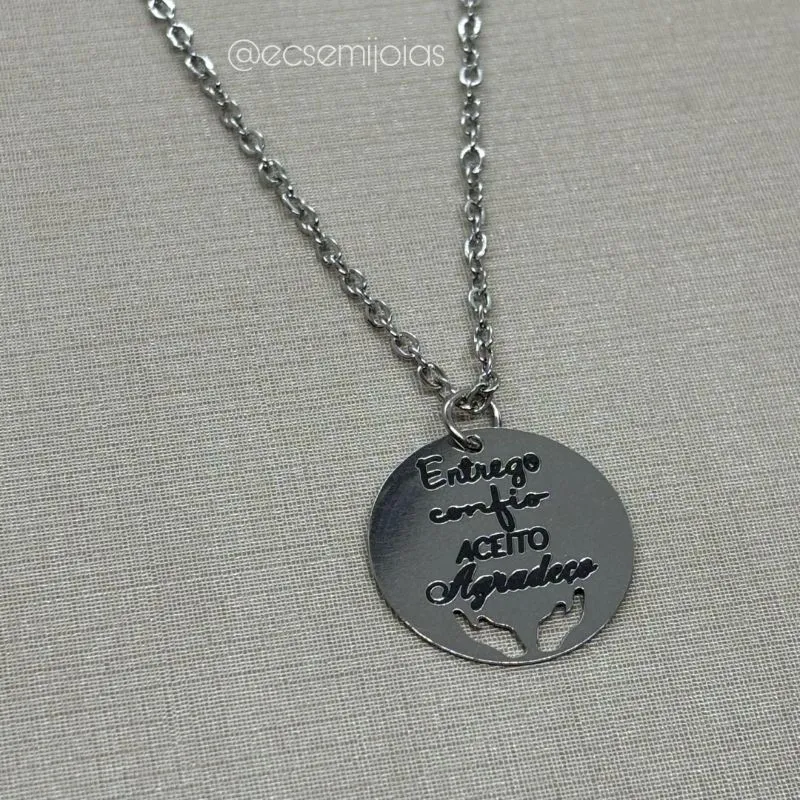 @ecsemijoias
Entrego
confio
ACEITO
Agradeço